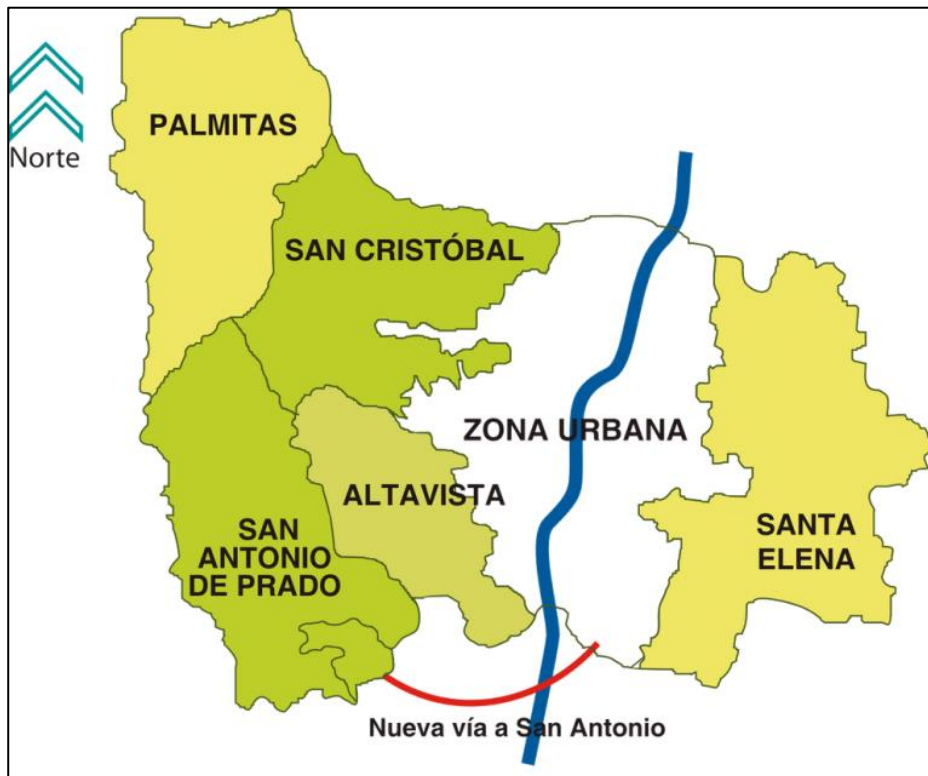 PALMITAS
Norte
SAN CRISTÓBAL
ZONA URBANA
ALTAVISTA
SAN
ANTONIO
DE PRADO
SANTA
ELENA
Nueva vía a San Antonio